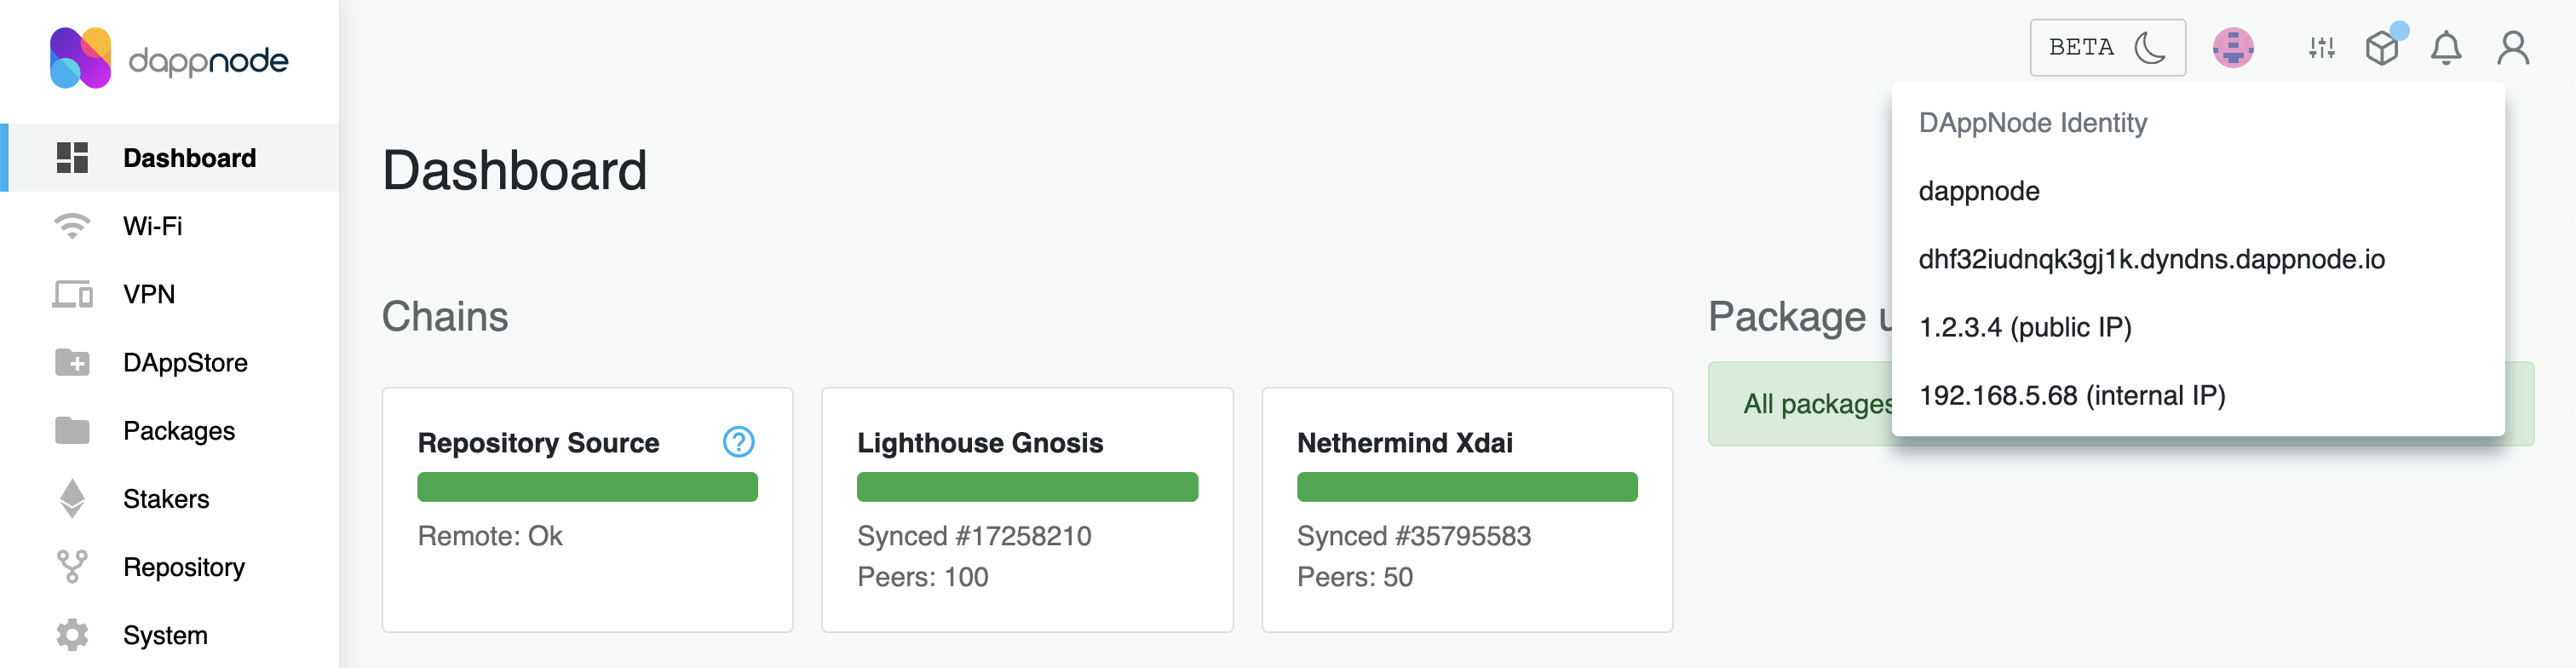 dappnode
BETA
Dashboard
Wi-Fi
VPN
DAppStore
Packages
Stakers
Repository
System
Dashboard
Chains
Repository Source
Remote: Ok
Lighthouse Gnosis
Synced #17258210
Peers: 100
Nethermind Xdai
Synced #35795583
Peers: 50
Package
All packages
DAppNode Identity
dappnode
dhf32iudnqk3gj1k.dyndns.dappnode.io
1.2.3.4 (public IP)
192.168.5.68 (internal IP)